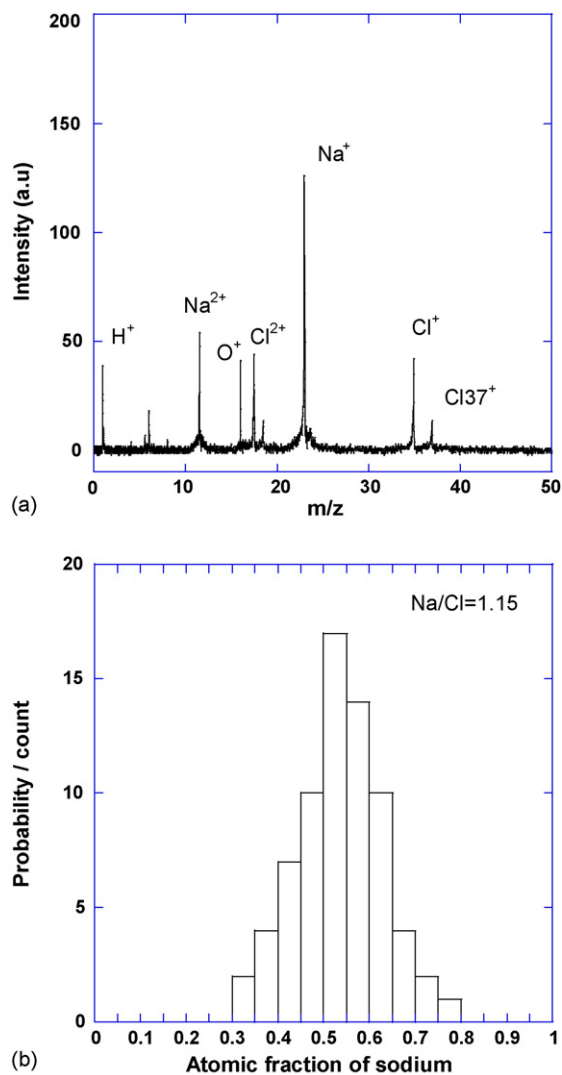 200
150
100
50
0
Intensity (a.u)
H⁺
Na²⁺
O⁺
Cl²⁺
Na⁺
Cl⁺
Cl37⁺
0 10 20 30 40 50
m/z
(a)
20
15
10
5
0
Probability / count
Na/Cl=1.15
0 0.1 0.2 0.3 0.4 0.5 0.6 0.7 0.8 0.9 1
Atomic fraction of sodium
(b)